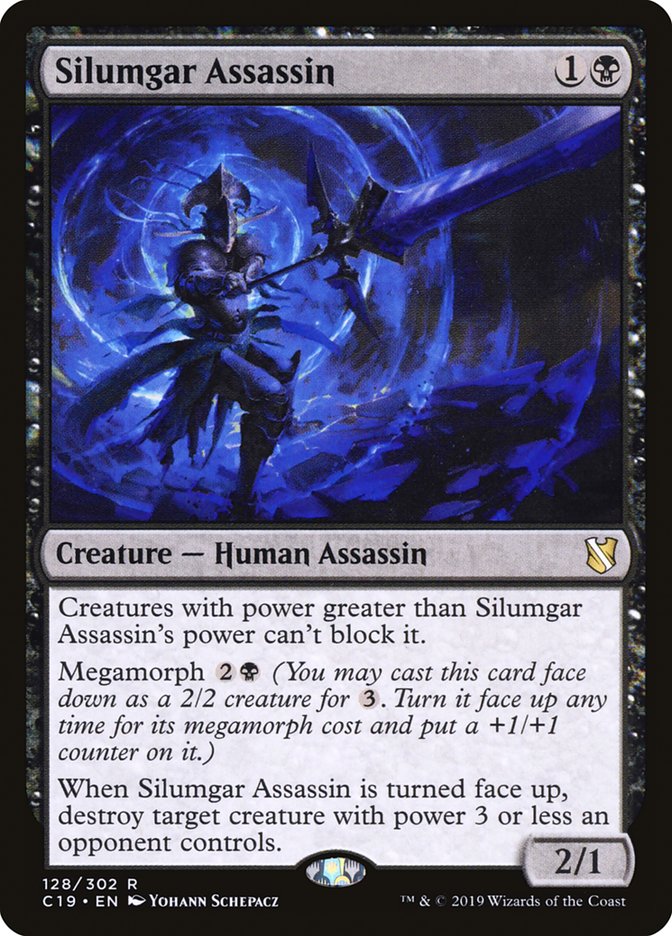 Silumgar Assassin 1
Creature — Human Assassin
Creatures with power greater than Silumgar
Assassin's power can't block it.
Megamorph 2 (You may cast this card face
down as a 2/2 creature for 3. Turn it face up any
time for its megamorph cost and put a +1/+1
counter on it.)
When Silumgar Assassin is turned face up,
destroy target creature with power 3 or less an
opponent controls.
2/1
128/302 R
C19 • EN Yohann Schepacz
™ & © 2019 Wizards of the Coast